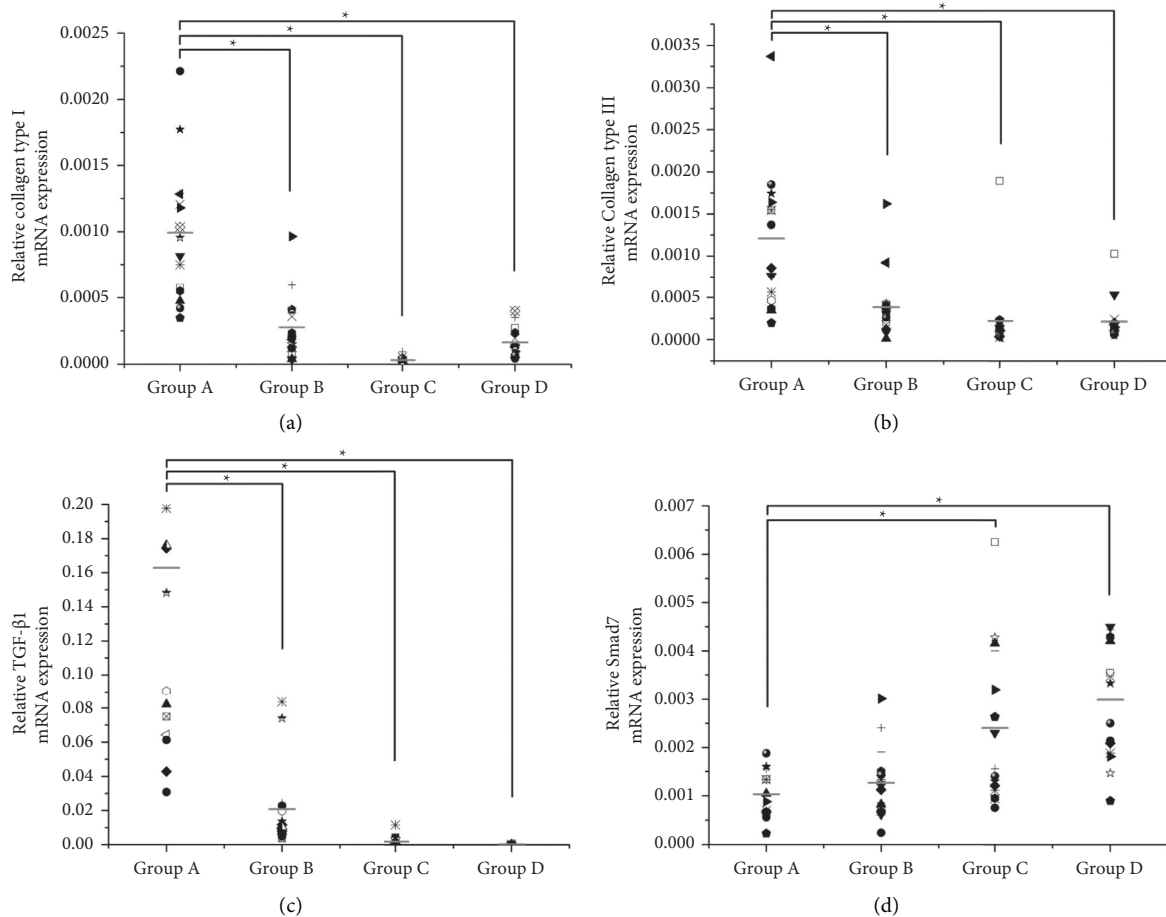 *
*
*
0.0025
0.0020
0.0015
0.0010
0.0005
0.0000
Relative collagen type I
mRNA expression
Group A Group B Group C Group D
(a)
*
*
*
0.0035
0.0030
0.0025
0.0020
0.0015
0.0010
0.0005
0.0000
Relative Collagen type III
mRNA expression
Group A Group B Group C Group D
(b)
*
*
*
0.20
0.18
0.16
0.14
0.12
0.10
0.08
0.06
0.04
0.02
0.00
Relative TGF-β1
mRNA expression
Group A Group B Group C Group D
(c)
*
*
0.007
0.006
0.005
0.004
0.003
0.002
0.001
0.000
Relative Smad7
mRNA expression
Group A Group B Group C Group D
(d)